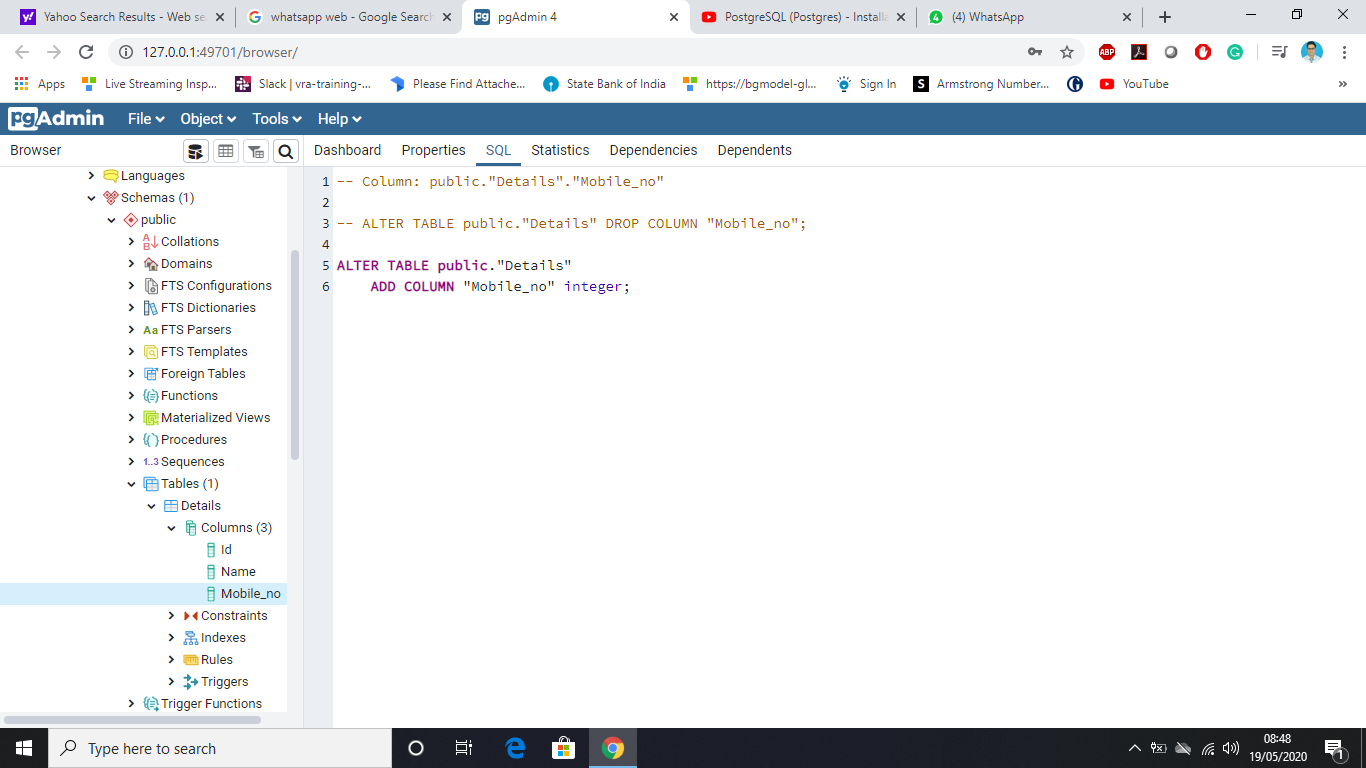 Yahoo Search Results - Web se
whatsapp web - Google Search
pgAdmin 4
PostgreSQL (Postgres) - Installa
(4) WhatsApp
127.0.0.1:49701/browser/
ABP
Apps
Live Streaming Insp...
Slack | vra-training-...
Please Find Attache...
State Bank of India
https://bgmodel-gl...
Sign In
Armstrong Number...
YouTube
»
pgAdmin
File
Object
Tools
Help
Browser
Dashboard
Properties
SQL
Statistics
Dependencies
Dependents
Languages
Schemas (1)
public
Collations
Domains
FTS Configurations
FTS Dictionaries
Aa FTS Parsers
FTS Templates
Foreign Tables
Functions
Materialized Views
Procedures
1..3 Sequences
Tables (1)
Details
Columns (3)
Id
Name
Mobile_no
Constraints
Indexes
Rules
Triggers
Trigger Functions
1 -- Column: public."Details"."Mobile_no"
2
3 -- ALTER TABLE public."Details" DROP COLUMN "Mobile_no";
4
5 ALTER TABLE public."Details"
6 ADD COLUMN "Mobile_no" integer;
Type here to search
08:48
19/05/2020
1